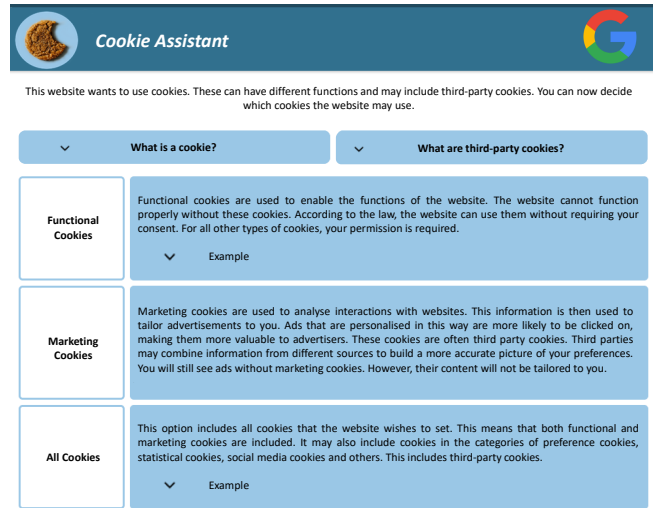 Cookie Assistant
This website wants to use cookies. These can have different functions and may include third-party cookies. You can now decide
which cookies the website may use.
What is a cookie?
What are third-party cookies?
Functional
Cookies
Functional cookies are used to enable the functions of the website. The website cannot function
properly without these cookies. According to the law, the website can use them without requiring your
consent. For all other types of cookies, your permission is required.
Example
Marketing
Cookies
Marketing cookies are used to analyse interactions with websites. This information is then used to
tailor advertisements to you. Ads that are personalised in this way are more likely to be clicked on,
making them more valuable to advertisers. These cookies are often third party cookies. Third parties
may combine information from different sources to build a more accurate picture of your preferences.
You will still see ads without marketing cookies. However, their content will not be tailored to you.
All Cookies
This option includes all cookies that the website wishes to set. This means that both functional and
marketing cookies are included. It may also include cookies in the categories of preference cookies,
statistical cookies, social media cookies and others. This includes third-party cookies.
Example